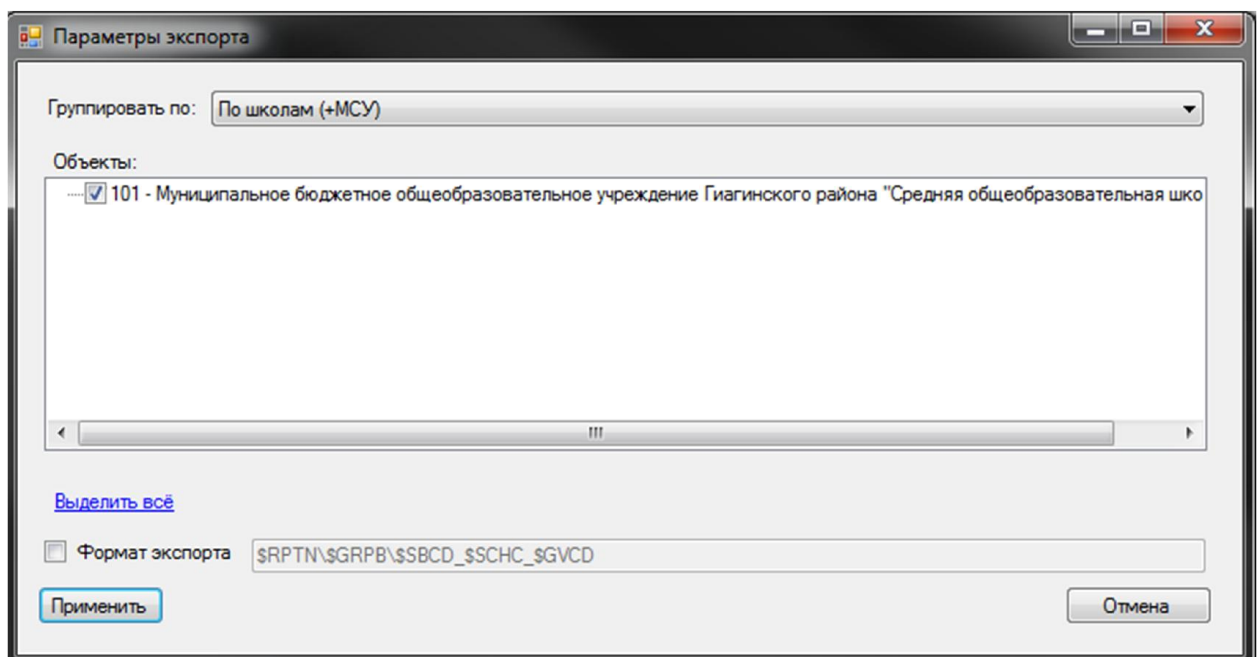 Параметры экспорта
Группировать по: По школам (+МСУ)
Объекты:
101 - Муниципальное бюджетное общеобразовательное учреждение Гиагинского района "Средняя общеобразовательная шко
Выделить всё
Формат экспорта $RPTN\$GRPB\$SBCD_$SCHC_$GVCD
Применить Отмена